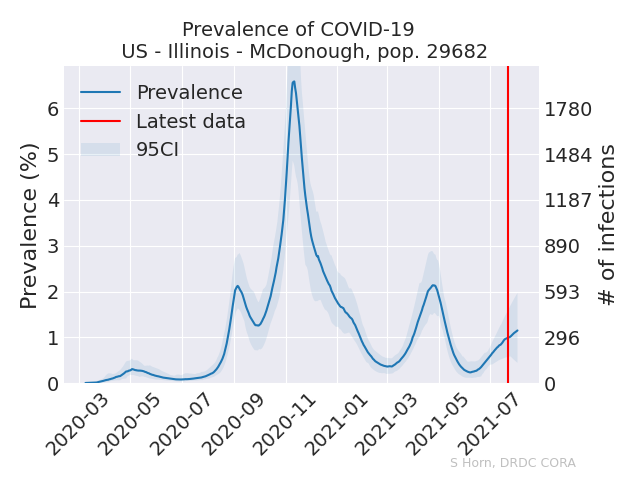 Prevalence of COVID-19
US - Illinois - McDonough, pop. 29682
Prevalence
Latest data
95CI
Prevalence (%)
6
5
4
3
2
1
0
1780
1484
1187
890
593
296
0
# of infections
2020-03
2020-05
2020-07
2020-09
2020-11
2021-01
2021-03
2021-05
2021-07
S Horn, DRDC CORA